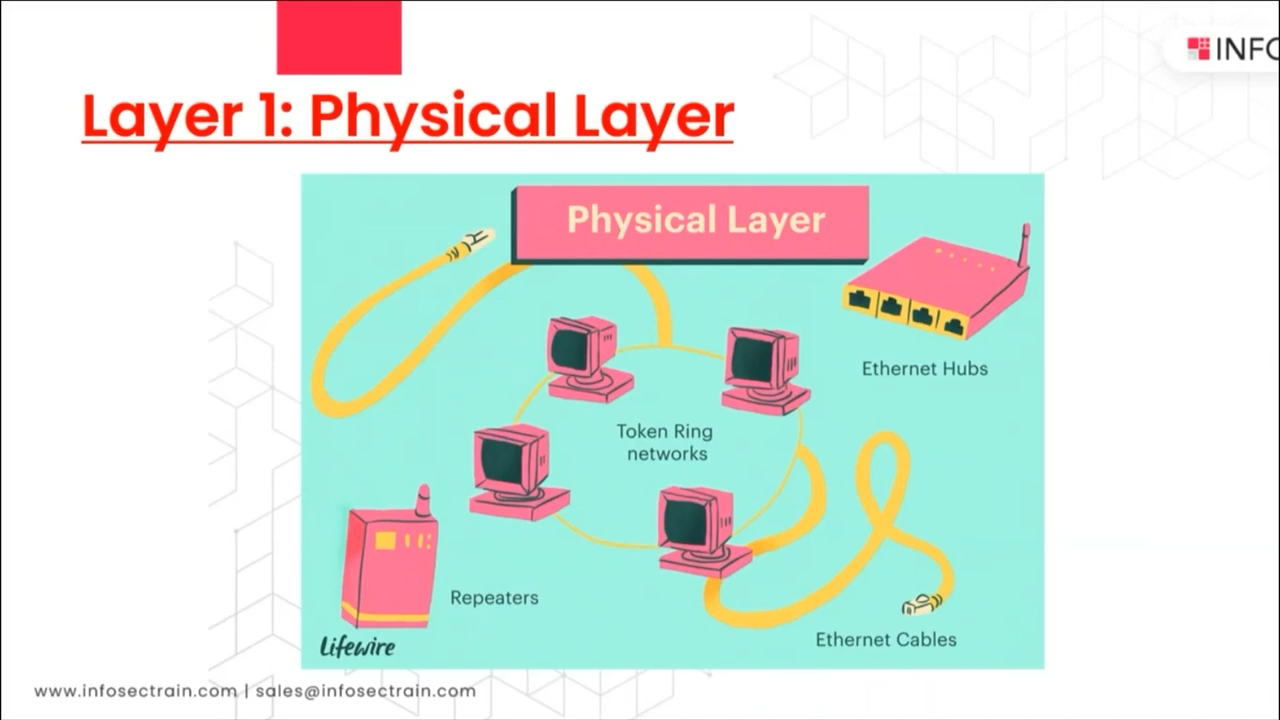 INFO
Layer 1: Physical Layer
Physical Layer
Ethernet Hubs
Token Ring
networks
Repeaters
Ethernet Cables
Lifewire
www.infosectrain.com | sales@infosectrain.com